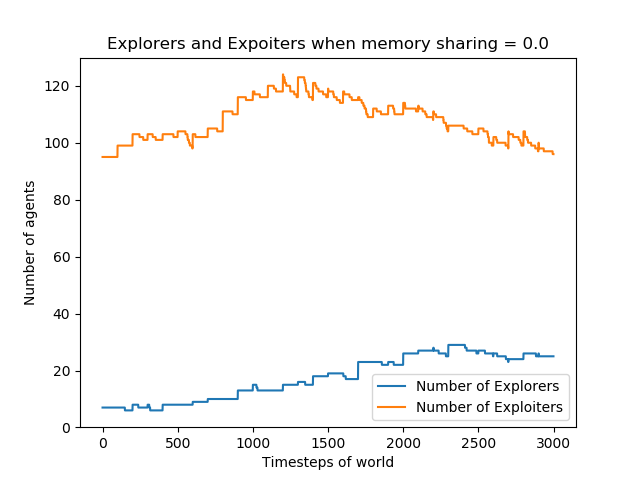 Explorers and Expoiters when memory sharing = 0.0
Number of agents
120
100
80
60
40
20
0
Number of Explorers
Number of Exploiters
0 500 1000 1500 2000 2500 3000
Timesteps of world